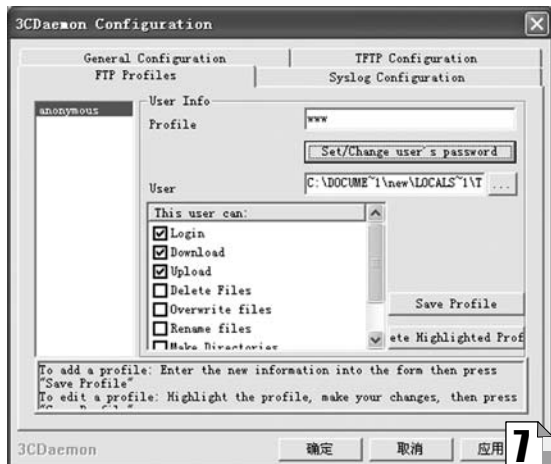 3CDaemon Configuration
General Configuration
TFTP Configuration
FTP Profiles
Syslog Configuration
anonymous
User Info
Profile
www
Set/Change user's password
User
C:\DOCUME~1\new\LOCALS~1\T
...
This user can:
Login
Download
Upload
Delete Files
Overwrite files
Rename files
Make Directories
Save Profile
ete Highlighted Prof
To add a profile: Enter the new information into the form then press
"Save Profile"
To edit a profile: Highlight the profile, make your changes, then press
3CDaemon
确定
取消
应用
7